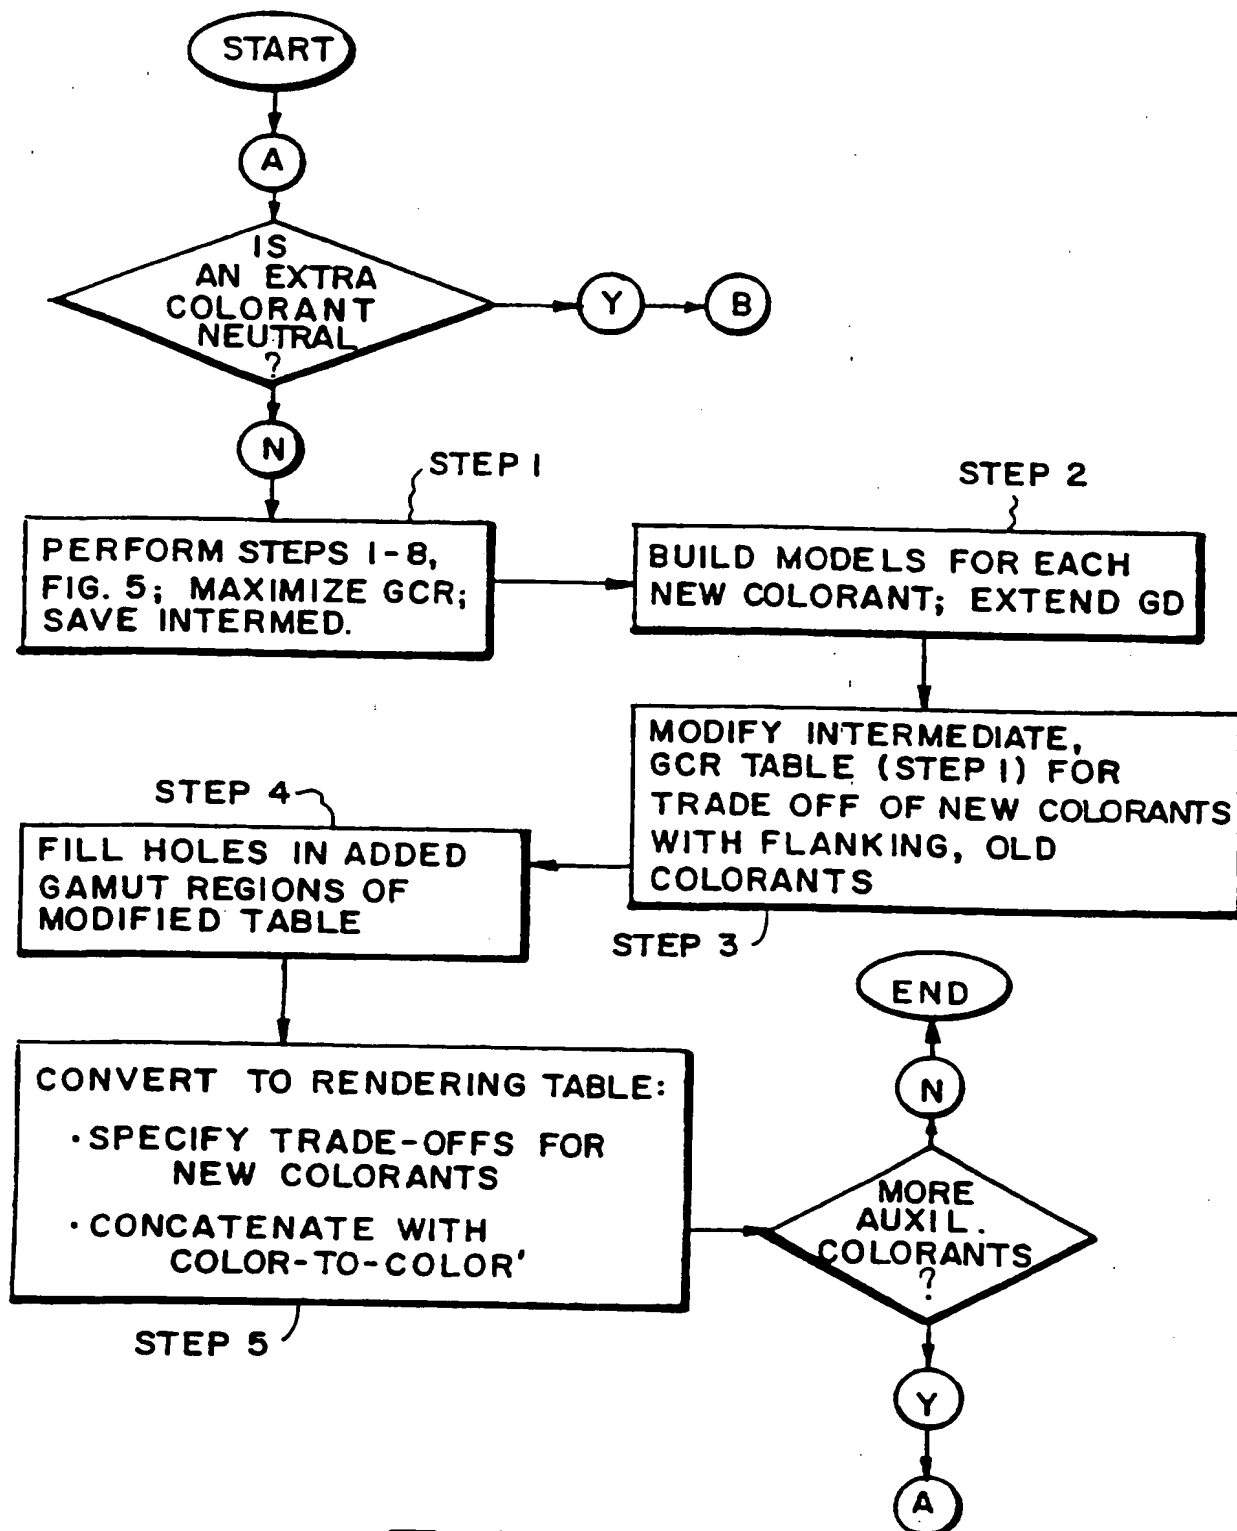 START
A
IS
AN EXTRA
COLORANT
NEUTRAL
?
Y
B
N
STEP 1
PERFORM STEPS 1-8,
FIG. 5; MAXIMIZE GCR;
SAVE INTERMED.
STEP 2
BUILD MODELS FOR EACH
NEW COLORANT; EXTEND GD
MODIFY INTERMEDIATE,
GCR TABLE (STEP 1) FOR
TRADE OFF OF NEW COLORANTS
WITH FLANKING, OLD
COLORANTS
STEP 3
STEP 4
FILL HOLES IN ADDED
GAMUT REGIONS OF
MODIFIED TABLE
CONVERT TO RENDERING TABLE:
· SPECIFY TRADE-OFFS FOR
NEW COLORANTS
· CONCATENATE WITH
COLOR-TO-COLOR'
STEP 5
END
N
MORE
AUXIL.
COLORANTS
?
Y
A